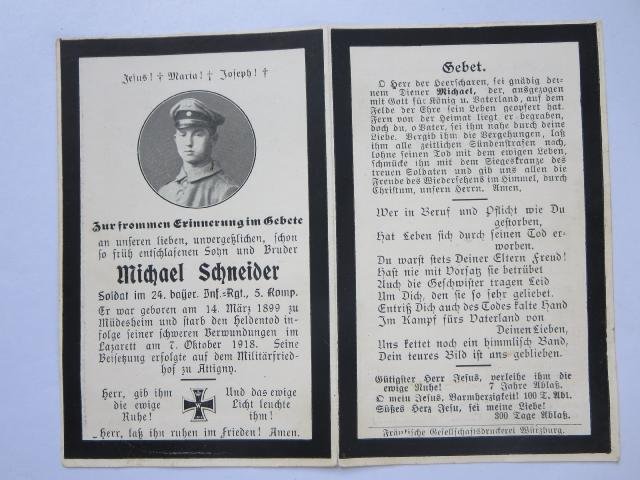 Jesus! † Maria! † Joseph! †
Zur frommen Erinnerung im Gebete
an unseren lieben, unvergeßlichen, schon
so früh entschlafenen Sohn und Bruder
Michael Schneider
Soldat im 24. bayer. Inf.-Rgt., 5. Komp.
Er war geboren am 14. März 1899 zu
Müdesheim und starb den Heldentod in-
folge seiner schweren Verwundungen im
Lazarett am 7. Oktober 1918. Seine
Beisetzung erfolgte auf dem Militärfried-
hof zu Attigny.
Herr, gib ihm
die ewige
Ruhe!
Und das ewige
Licht leuchte
ihm!
Herr, laß ihn ruhen im Frieden! Amen.
Gebet.
O Herr der Heerscharen, sei gnädig dei-
nem Diener Michael, der, ausgezogen
mit Gott für König u. Vaterland, auf dem
Felde der Ehre sein Leben geopfert hat.
Fern von der Heimat liegt er begraben,
doch du, o Vater, sei ihm nahe durch deine
Liebe. Vergib ihm die Vergehungen, laß
ihm alle zeitlichen Sündenstrafen nach,
lohne seinen Tod mit dem ewigen Leben,
schmücke ihn mit dem Siegeskranze des
treuen Soldaten und gib uns allen die
Freude des Wiedersehens im Himmel, durch
Christum, unsern Herrn. Amen.
Wer in Beruf und Pflicht wie Du
gestorben,
Hat Leben sich durch seinen Tod er-
worben.
Du warst stets Deiner Eltern Freud!
Hast nie mit Vorsatz sie betrübet
Auch die Geschwister tragen Leid
Um Dich, den sie so sehr geliebet.
Entriß Dich auch des Todes kalte Hand
Im Kampf fürs Vaterland von
Deinen Lieben,
Uns kettet noch ein himmlisch Band,
Dein teures Bild ist uns geblieben.
Gütigster Herr Jesus, verleihe ihm die
ewige Ruhe! 7 Jahre Ablaß.
O mein Jesus, Barmherzigkeit! 100 T. Abl.
Süßes Herz Jesu, sei meine Liebe!
300 Tage Ablaß.
Fränkische Gesellschaftsdruckerei Würzburg.